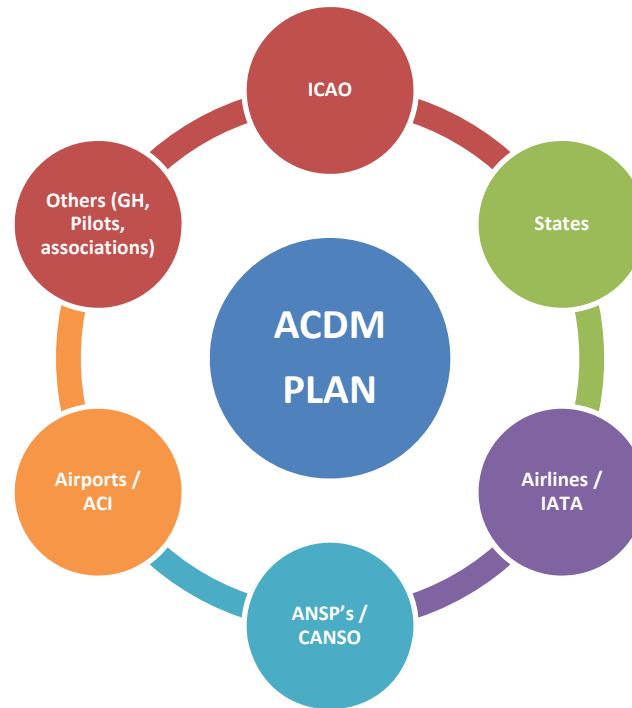 ICAO
Others (GH,
Pilots,
associations)
States
ACDM
PLAN
Airports /
ACI
Airlines /
IATA
ANSP’s /
CANSO